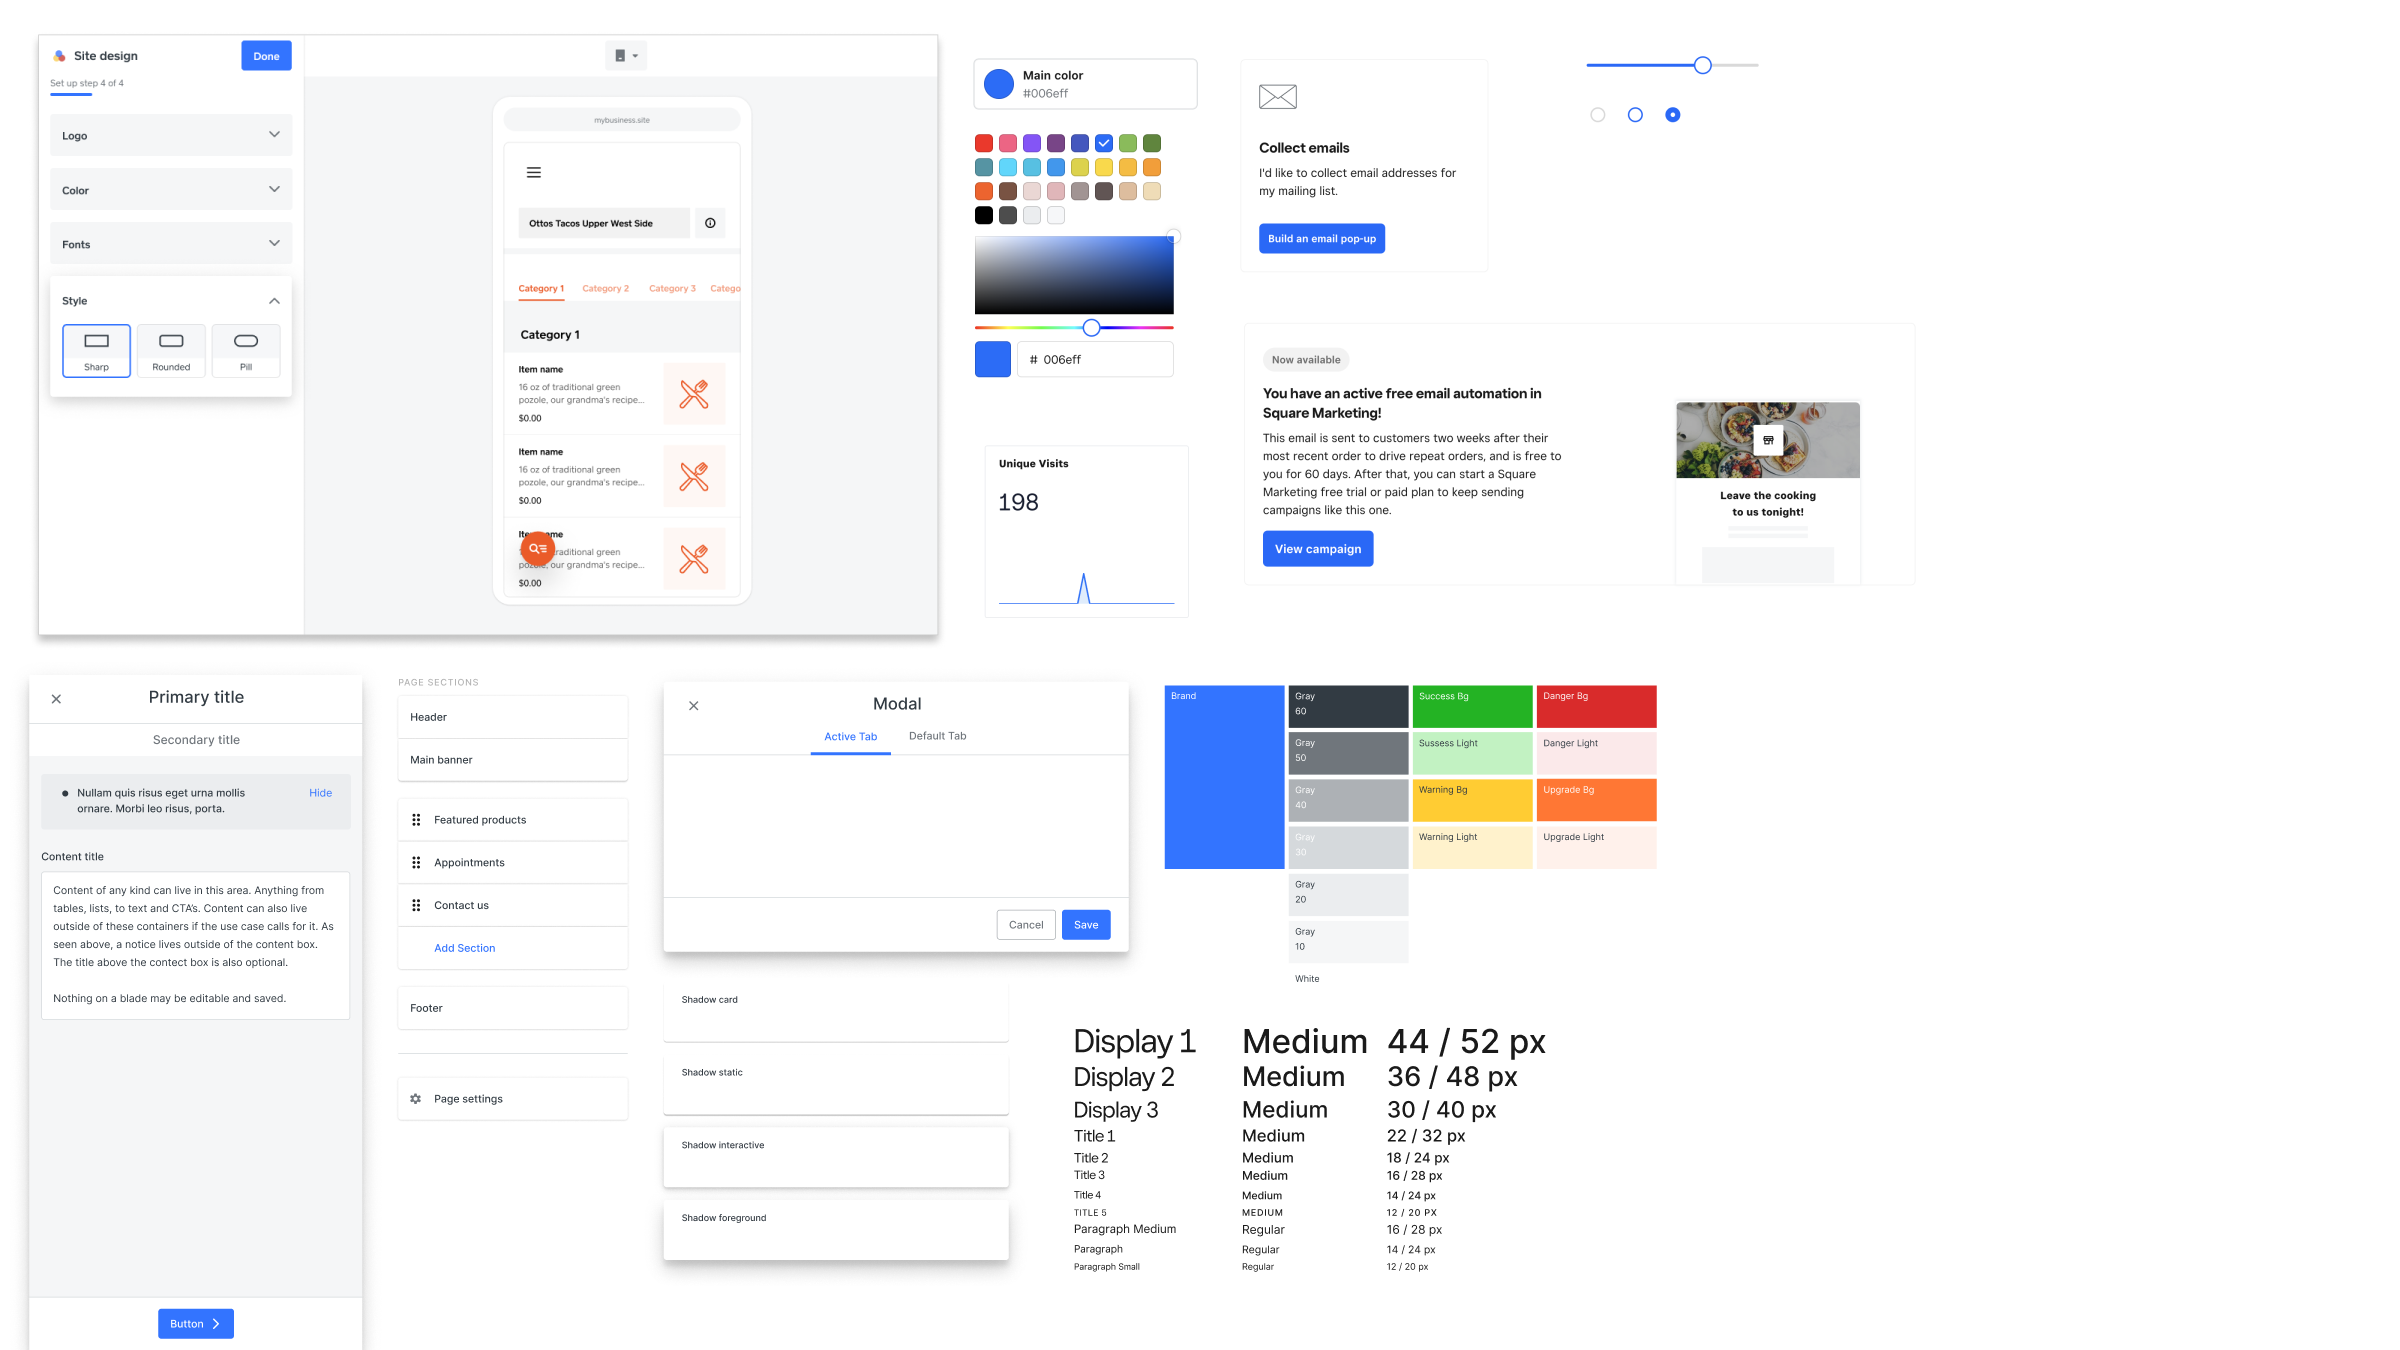 Site design
Done
Set up step 4 of 4
Logo
Color
Fonts
Style
Sharp
Rounded
Pill
mybusiness.site
Ottos Tacos Upper West Side
Category 1
Category 2
Category 3
Catego
Category 1
Item name
16 oz of traditional green
pozole, our grandma's recipe...
$0.00
Item name
16 oz of traditional green
pozole, our grandma's recipe...
$0.00
Ite me
raditional green
pozole, our grandma's recipe...
$0.00
Main color
#006eff
# 006eff
Unique Visits
198
Collect emails
I'd like to collect email addresses for
my mailing list.
Build an email pop-up
Now available
You have an active free email automation in
Square Marketing!
This email is sent to customers two weeks after their
most recent order to drive repeat orders, and is free to
you for 60 days. After that, you can start a Square
Marketing free trial or paid plan to keep sending
campaigns like this one.
View campaign
Leave the cooking
to us tonight!
Primary title
Secondary title
Nullam quis risus eget urna mollis
ornare. Morbi leo risus, porta.
Hide
Content title
Content of any kind can live in this area. Anything from
tables, lists, to text and CTA's. Content can also live
outside of these containers if the use case calls for it. As
seen above, a notice lives outside of the content box.
The title above the contect box is also optional.
Nothing on a blade may be editable and saved.
Button
PAGE SECTIONS
Header
Main banner
Featured products
Appointments
Contact us
Add Section
Footer
Page settings
Modal
Active Tab
Default Tab
Cancel
Save
Shadow card
Shadow static
Shadow interactive
Shadow foreground
Brand
Gray
60
Success Bg
Danger Bg
Gray
50
Sussess Light
Danger Light
Gray
40
Warning Bg
Upgrade Bg
Gray
30
Warning Light
Upgrade Light
Gray
20
Gray
10
White
Display 1 Medium 44 / 52 px
Display 2 Medium 36 / 48 px
Display 3 Medium 30 / 40 px
Title 1 Medium 22 / 32 px
Title 2 Medium 18 / 24 px
Title 3 Medium 16 / 28 px
Title 4 Medium 14 / 24 px
TITLE 5 MEDIUM 12 / 20 PX
Paragraph Medium Regular 16 / 28 px
Paragraph Regular 14 / 24 px
Paragraph Small Regular 12 / 20 px